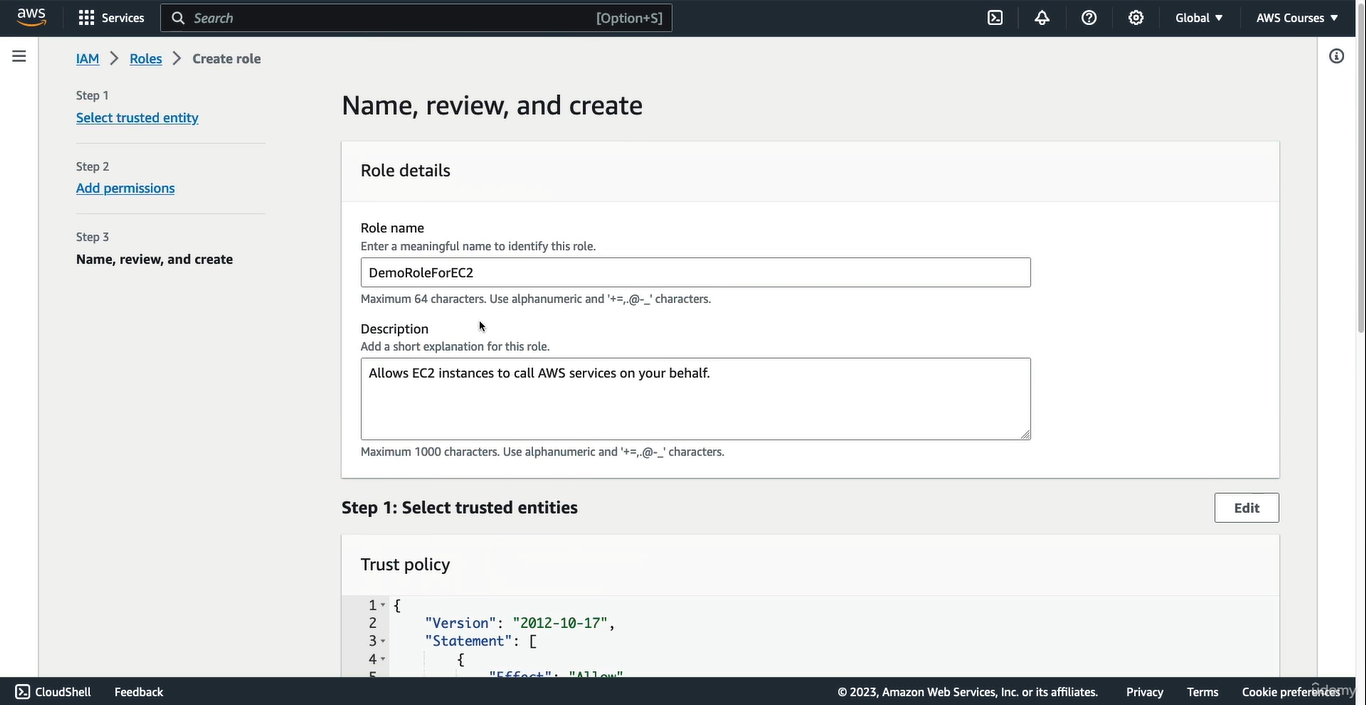 aws Services Search [Option+S] Global ▼ AWS Courses ▼
IAM > Roles > Create role
Step 1
Select trusted entity
Step 2
Add permissions
Step 3
Name, review, and create
Name, review, and create
Role details
Role name
Enter a meaningful name to identify this role.
DemoRoleForEC2
Maximum 64 characters. Use alphanumeric and '+=,.@-_' characters.
Description
Add a short explanation for this role.
Allows EC2 instances to call AWS services on your behalf.
Maximum 1000 characters. Use alphanumeric and '+=,.@-_' characters.
Step 1: Select trusted entities Edit
Trust policy
1 {
2 "Version": "2012-10-17",
3 "Statement": [
4 {
5 "Effect": "Allow"
CloudShell Feedback © 2023, Amazon Web Services, Inc. or its affiliates. Privacy Terms Cookie preferences
udemy